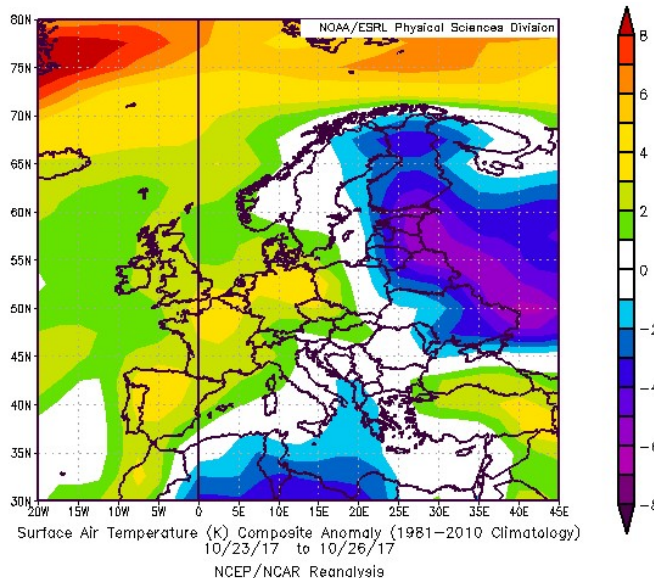 NOAA/ESRL Physical Sciences Division
80N
75N
70N
65N
60N
55N
50N
45N
40N
35N
30N
20W 15W 10W 5W 0 5E 10E 15E 20E 25E 30E 35E 40E 45E
8
6
4
2
0
-2
-4
-6
-8
Surface Air Temperature (K) Composite Anomaly (1981-2010 Climatology)
10/23/17 to 10/26/17
NCEP/NCAR Reanalysis